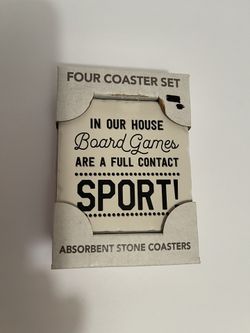 FOUR COASTER SET
IN OUR HOUSE
Board Games
ARE A FULL CONTACT
SPORT!
ABSORBENT STONE COASTERS